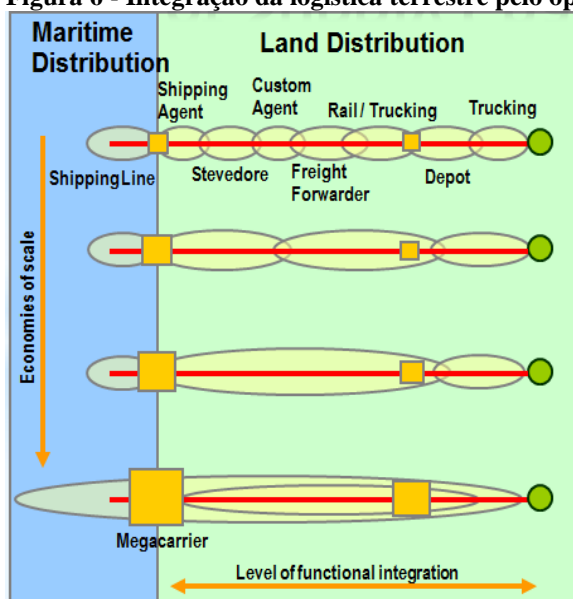 Figura 6 - Integração da logística terrestre pelo op
Maritime
Distribution
Land Distribution
Shipping
Agent
Custom
Agent
Rail / Trucking
Trucking
Shipping Line
Stevedore
Freight
Forwarder
Depot
Economies of scale
Megacarrier
Level of functional integration